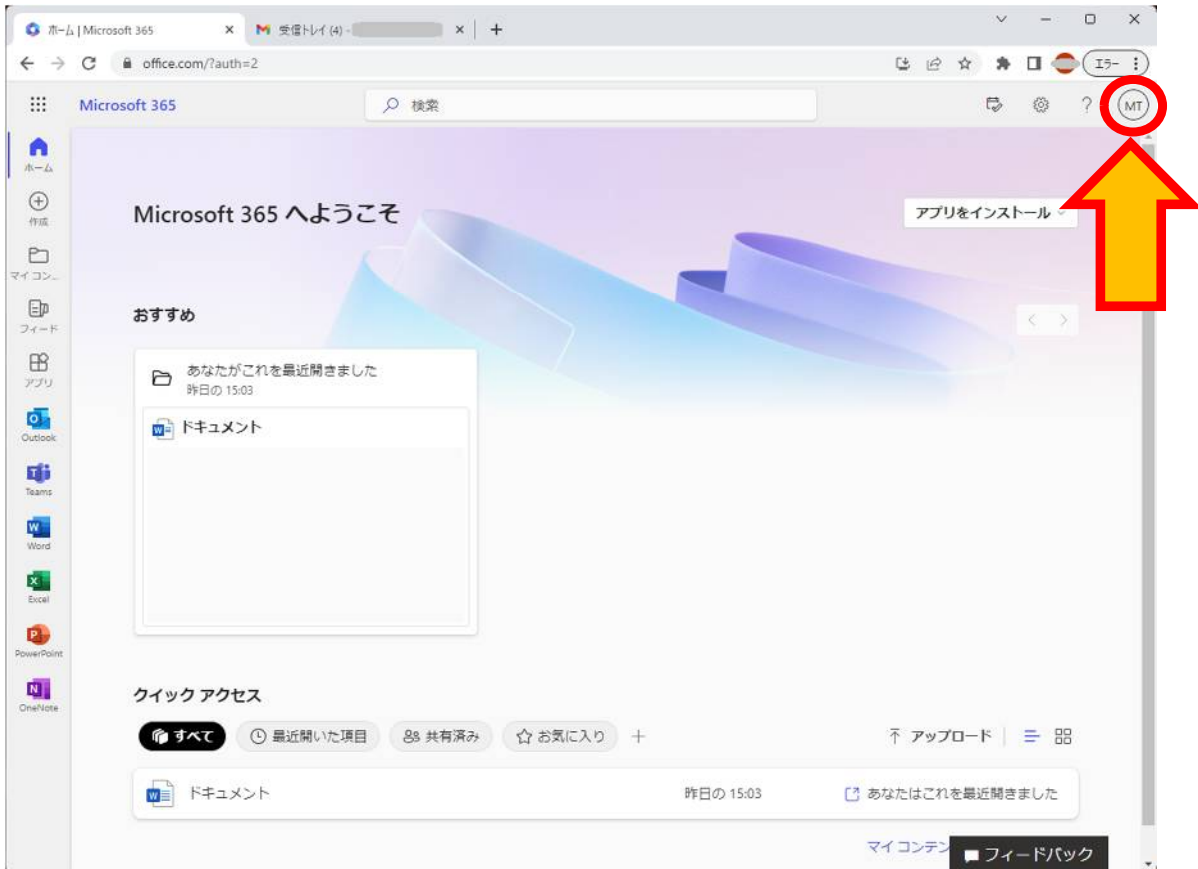 ホーム | Microsoft 365
受信トレイ (4) -
office.com/?auth=2
エラー
Microsoft 365
検索
?
MT
ホーム
作成
マイ コン...
フィード
アプリ
Outlook
Teams
Word
Excel
PowerPoint
OneNote
Microsoft 365 へようこそ
アプリをインストール
おすすめ
あなたがこれを最近開きました
昨日の 15:03
ドキュメント
クイック アクセス
すべて
最近開いた項目
共有済み
お気に入り
アップロード
ドキュメント
昨日の 15:03
あなたはこれを最近開きました
マイ コンテン
フィードバック